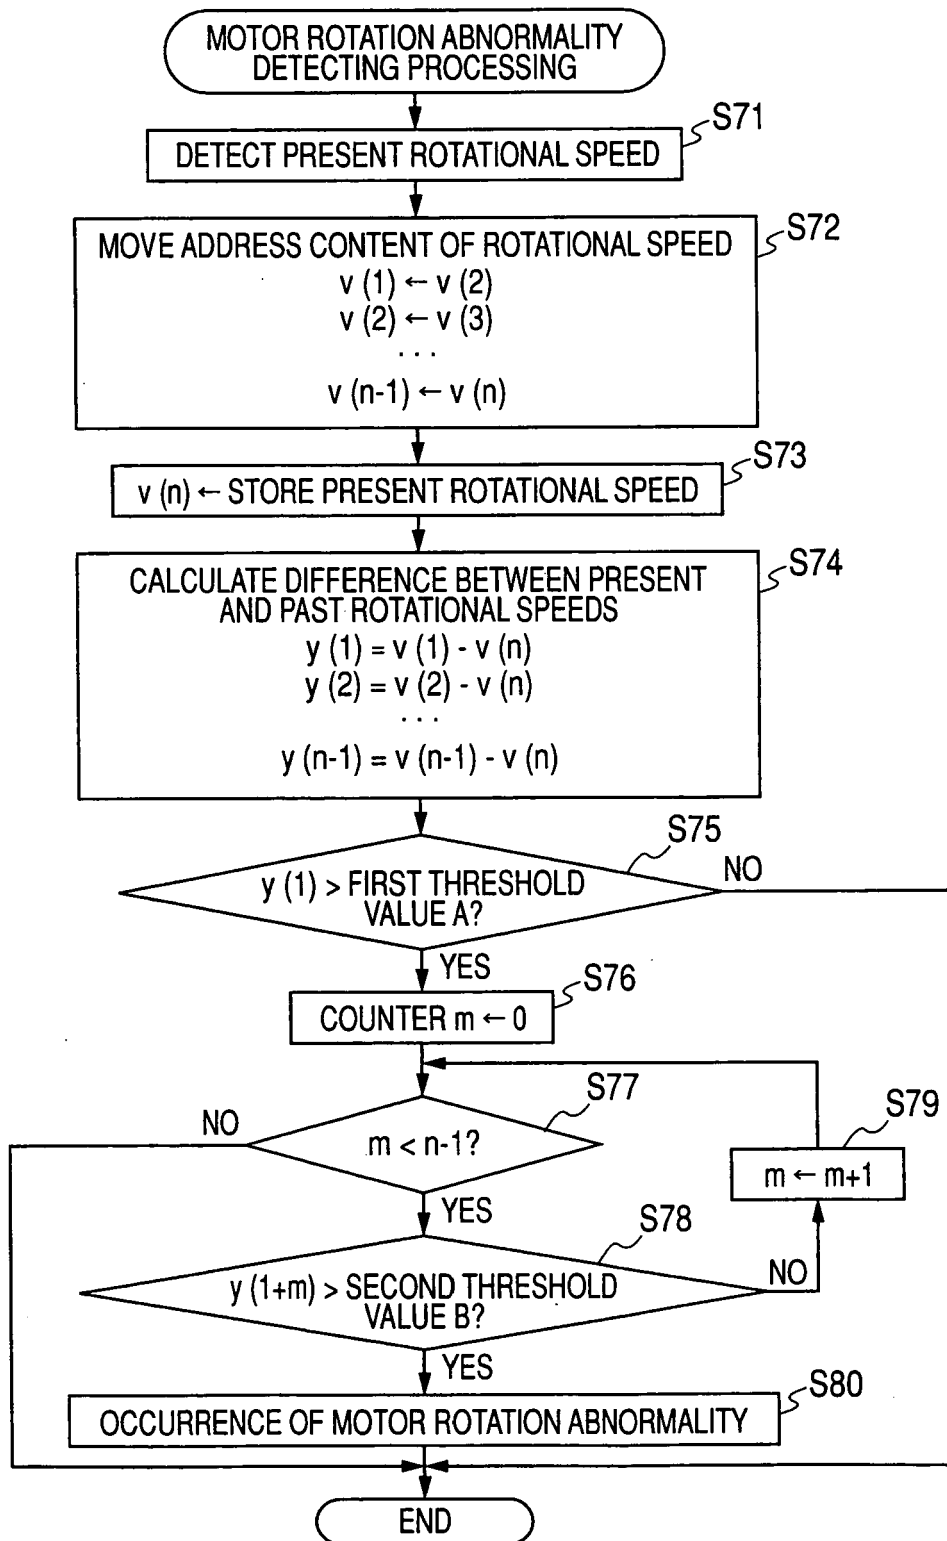 MOTOR ROTATION ABNORMALITY
DETECTING PROCESSING
S71
DETECT PRESENT ROTATIONAL SPEED
S72
MOVE ADDRESS CONTENT OF ROTATIONAL SPEED
v (1) ← v (2)
v (2) ← v (3)
...
v (n-1) ← v (n)
S73
v (n) ← STORE PRESENT ROTATIONAL SPEED
S74
CALCULATE DIFFERENCE BETWEEN PRESENT
AND PAST ROTATIONAL SPEEDS
y (1) = v (1) - v (n)
y (2) = v (2) - v (n)
...
y (n-1) = v (n-1) - v (n)
S75
NO
y (1) > FIRST THRESHOLD
VALUE A?
YES
S76
COUNTER m ← 0
S77
NO
m < n-1?
S79
m ← m+1
YES
S78
y (1+m) > SECOND THRESHOLD
VALUE B?
NO
YES
S80
OCCURRENCE OF MOTOR ROTATION ABNORMALITY
END